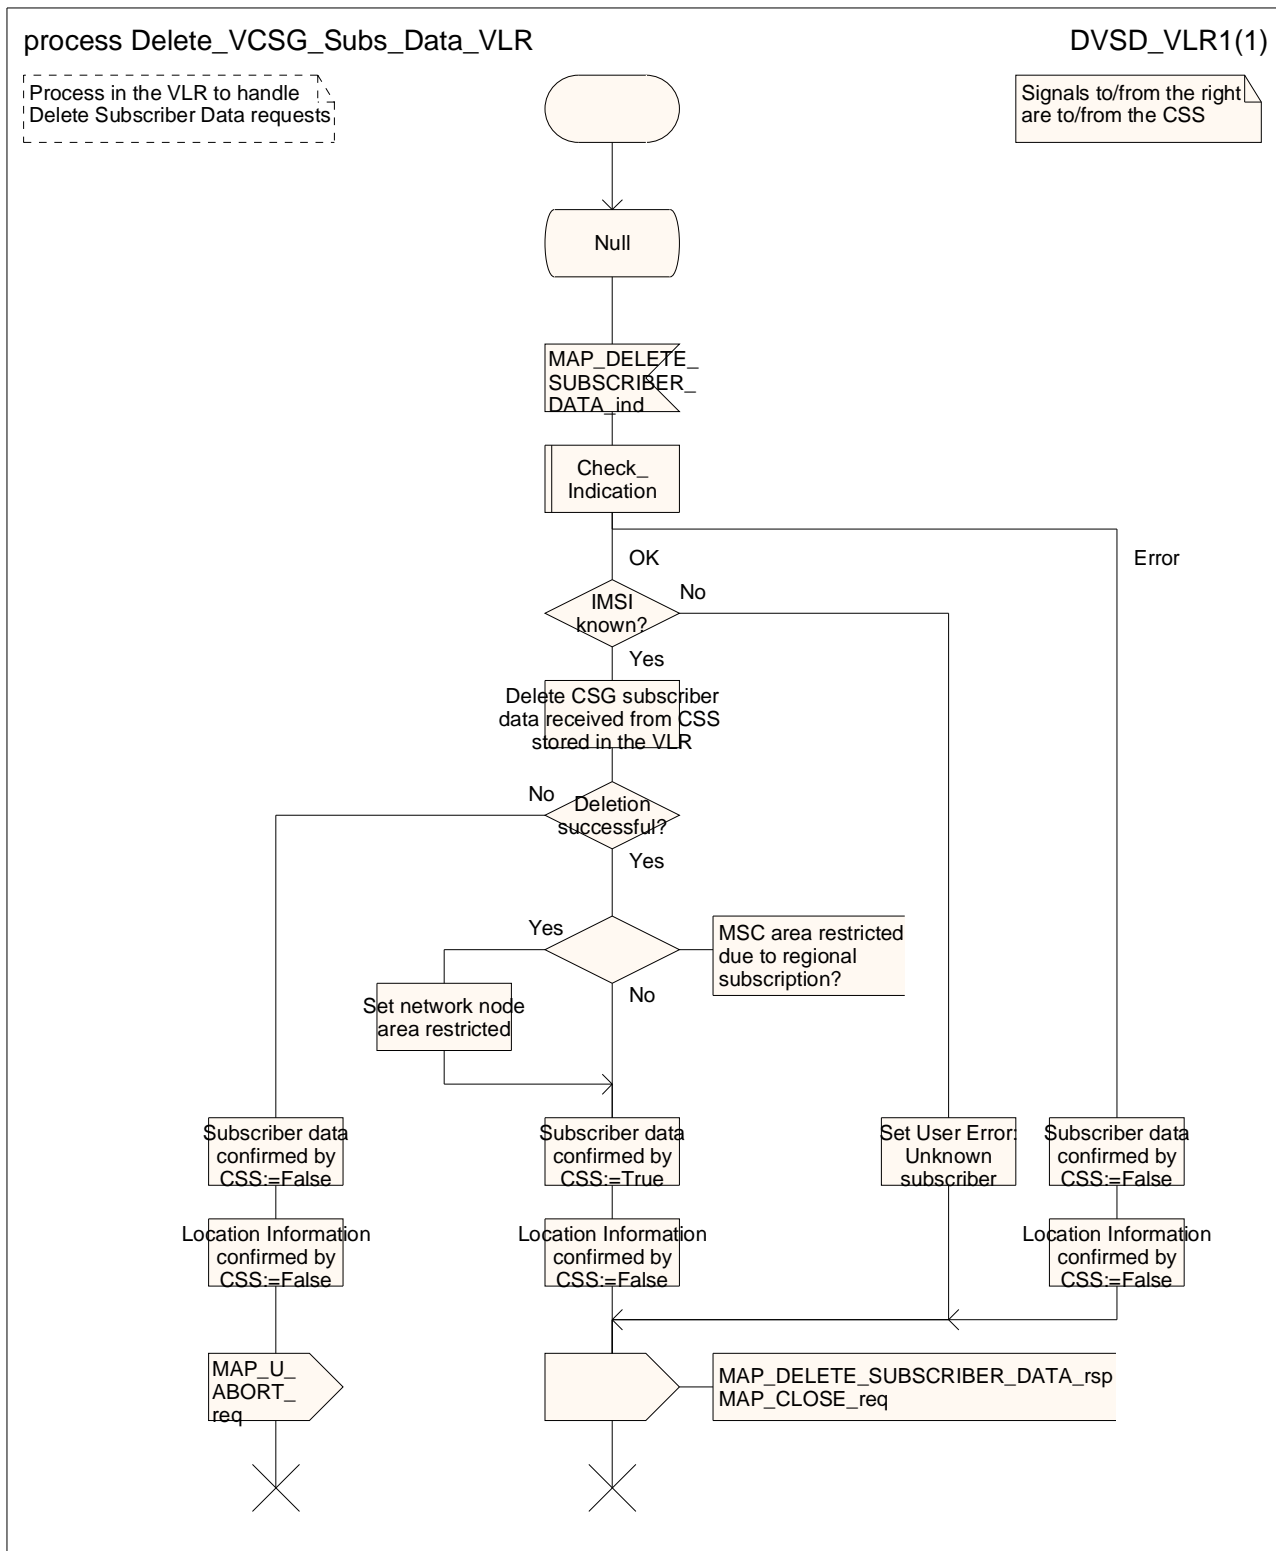 process Delete_VCSG_Subs_Data_VLR
DVSD_VLR1(1)
Process in the VLR to handle
Delete Subscriber Data requests
Signals to/from the right
are to/from the CSS
Null
MAP_DELETE_
SUBSCRIBER_
DATA_ind
Check_
Indication
OK
Error
IMSI
known?
No
Yes
Delete CSG subscriber
data received from CSS
stored in the VLR
No
Deletion
successful?
Yes
Yes
MSC area restricted
due to regional
subscription?
No
Set network node
area restricted
Subscriber data
confirmed by
CSS:=False
Subscriber data
confirmed by
CSS:=True
Set User Error:
Unknown
subscriber
Subscriber data
confirmed by
CSS:=False
Location Information
confirmed by
CSS:=False
Location Information
confirmed by
CSS:=False
Location Information
confirmed by
CSS:=False
MAP_U_
ABORT_
req
MAP_DELETE_SUBSCRIBER_DATA_rsp
MAP_CLOSE_req